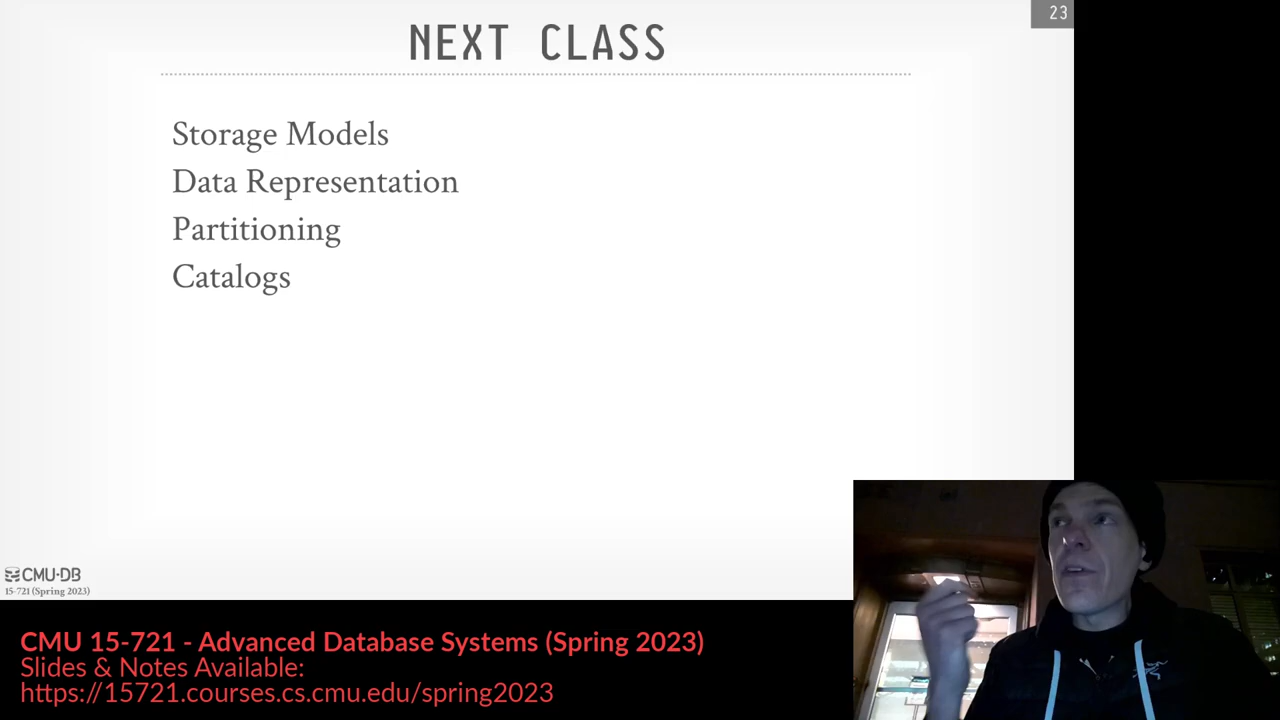 23
NEXT CLASS
Storage Models
Data Representation
Partitioning
Catalogs
CMU·DB
15-721 (Spring 2023)
CMU 15-721 - Advanced Database Systems (Spring 2023)
Slides & Notes Available:
https://15721.courses.cs.cmu.edu/spring2023